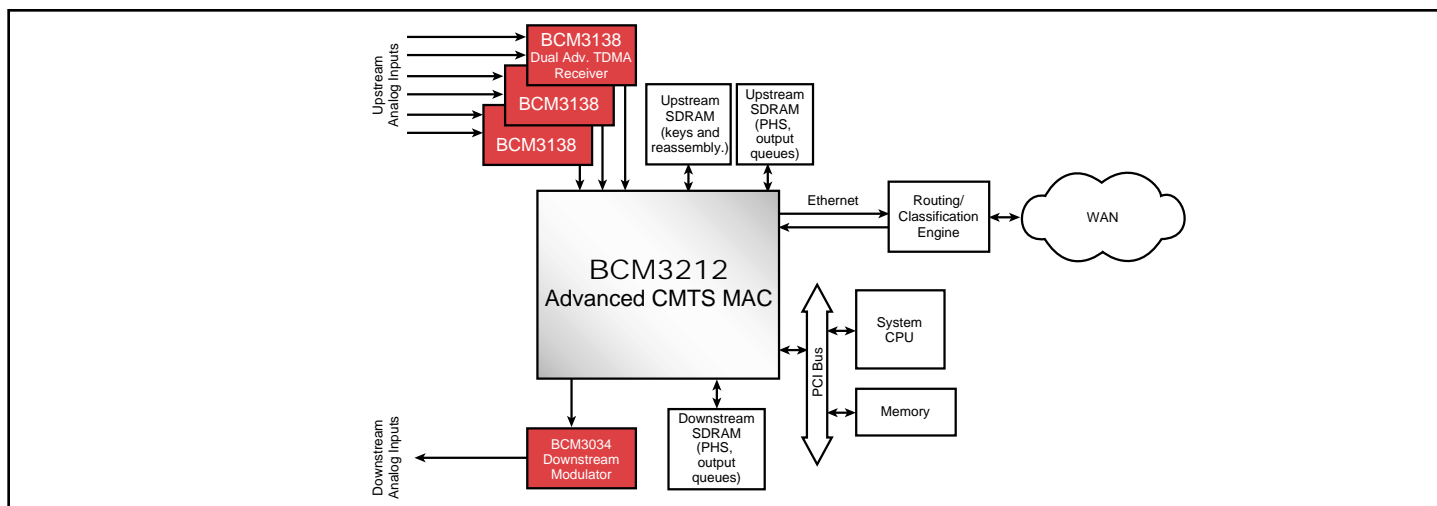 Upstream
Analog Inputs
BCM3138
Dual Adv. TDMA
Receiver
BCM3138
BCM3138
Upstream
SDRAM
(keys and
reassembly.)
Upstream
SDRAM
(PHS,
output
queues)
Ethernet
Routing/
Classification
Engine
WAN
BCM3212
Advanced CMTS MAC
PCI Bus
System
CPU
Memory
Downstream
Analog Inputs
BCM3034
Downstream
Modulator
Downstream
SDRAM
(PHS,
output
queues)